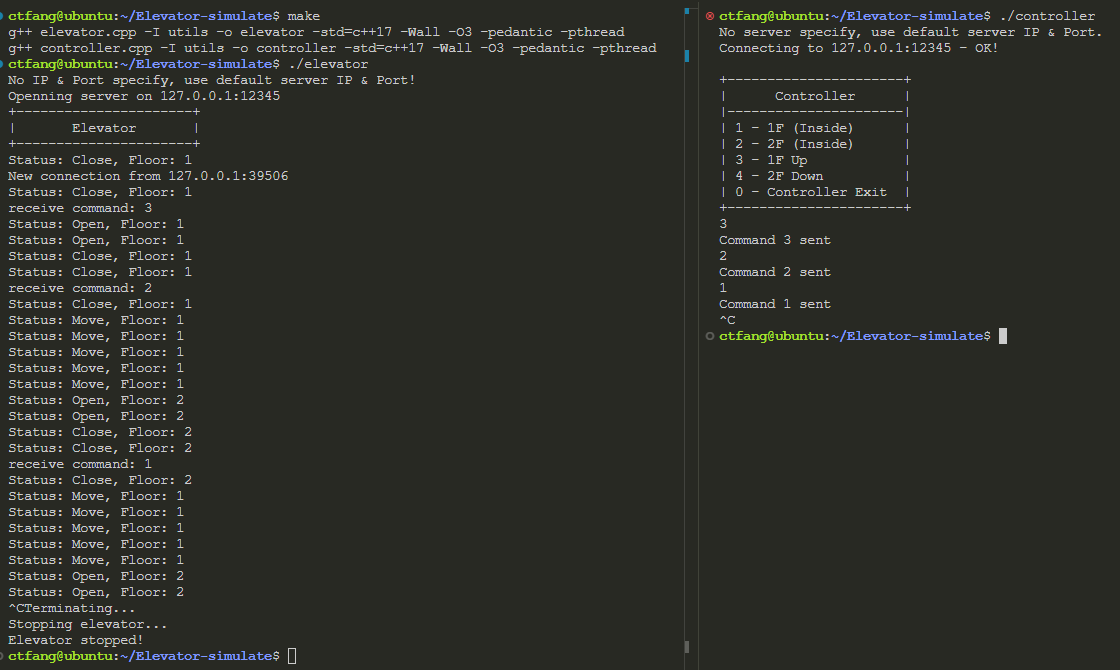 ctfang@ubuntu:~/Elevator-simulate$ make
g++ elevator.cpp -I utils -o elevator -std=c++17 -Wall -O3 -pedantic -pthread
g++ controller.cpp -I utils -o controller -std=c++17 -Wall -O3 -pedantic -pthread
ctfang@ubuntu:~/Elevator-simulate$ ./elevator
No IP & Port specify, use default server IP & Port!
Openning server on 127.0.0.1:12345
+----------------------+
|       Elevator       |
+----------------------+
Status: Close, Floor: 1
New connection from 127.0.0.1:39506
Status: Close, Floor: 1
receive command: 3
Status: Open, Floor: 1
Status: Open, Floor: 1
Status: Close, Floor: 1
Status: Close, Floor: 1
receive command: 2
Status: Close, Floor: 1
Status: Move, Floor: 1
Status: Move, Floor: 1
Status: Move, Floor: 1
Status: Move, Floor: 1
Status: Move, Floor: 1
Status: Open, Floor: 2
Status: Open, Floor: 2
Status: Close, Floor: 2
Status: Close, Floor: 2
receive command: 1
Status: Close, Floor: 2
Status: Move, Floor: 1
Status: Move, Floor: 1
Status: Move, Floor: 1
Status: Move, Floor: 1
Status: Move, Floor: 1
Status: Open, Floor: 2
Status: Open, Floor: 2
^CTerminating...
Stopping elevator...
Elevator stopped!
ctfang@ubuntu:~/Elevator-simulate$
ctfang@ubuntu:~/Elevator-simulate$ ./controller
No server specify, use default server IP & Port.
Connecting to 127.0.0.1:12345 - OK!
+----------------------+
|      Controller      |
|----------------------|
| 1 - 1F (Inside)      |
| 2 - 2F (Inside)      |
| 3 - 1F Up            |
| 4 - 2F Down          |
| 0 - Controller Exit  |
+----------------------+
3
Command 3 sent
2
Command 2 sent
1
Command 1 sent
^C
ctfang@ubuntu:~/Elevator-simulate$